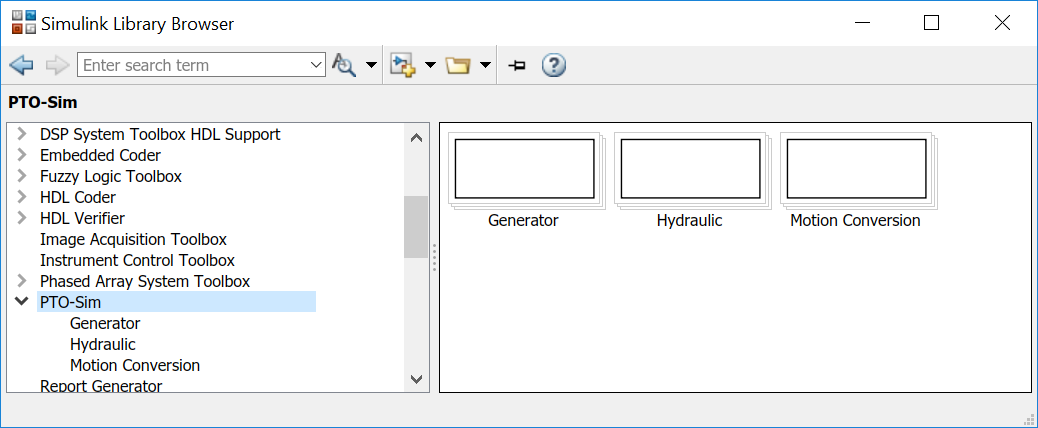 Simulink Library Browser
Enter search term
PTO-Sim
DSP System Toolbox HDL Support
Embedded Coder
Fuzzy Logic Toolbox
HDL Coder
HDL Verifier
Image Acquisition Toolbox
Instrument Control Toolbox
Phased Array System Toolbox
PTO-Sim
Generator
Hydraulic
Motion Conversion
Report Generator
Generator
Hydraulic
Motion Conversion